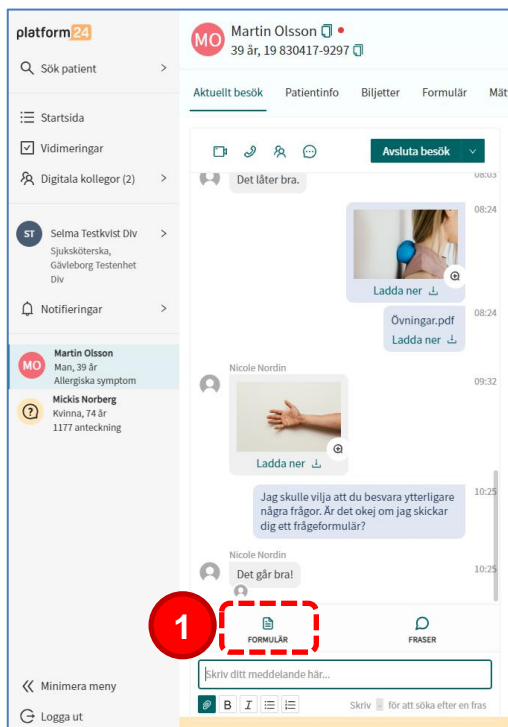 platform24
Sök patient
Startsida
Vidimeringar
Digitala kollegor (2)
ST
Selma Testkvist Div
Sjuksköterska,
Gävleborg Testenhet
Div
Notifieringar
MO
Martin Olsson
Man, 39 år
Allergiska symptom
Mickis Norberg
Kvinna, 74 år
1177 anteckning
Minimera meny
Logga ut
MO
Martin Olsson
39 år, 19 830417-9297
Aktuellt besök Patientinfo Biljetter Formulär Mät
Avsluta besök
Det låter bra.
08:03
08:24
Ladda ner
Övningar.pdf
08:24
Ladda ner
Nicole Nordin
09:32
Ladda ner
Jag skulle vilja att du besvara ytterligare
10:25
några frågor. Är det okej om jag skickar
dig ett frågeformulär?
Nicole Nordin
Det går bra!
10:25
1
FORMULÄR
FRASER
Skriv ditt meddelande här...
B I
Skriv .. för att söka efter en fras